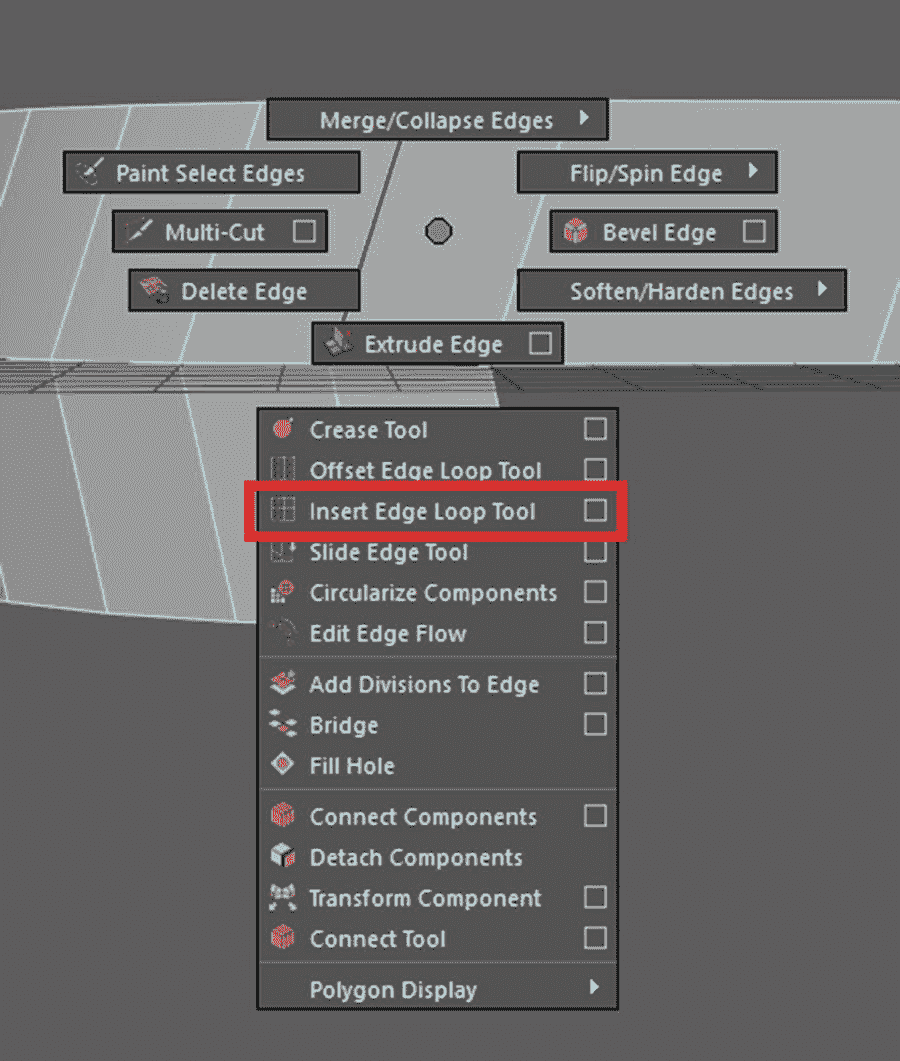 Merge/Collapse Edges
Paint Select Edges
Flip/Spin Edge
Multi-Cut
Bevel Edge
Delete Edge
Soften/Harden Edges
Extrude Edge
Crease Tool
Offset Edge Loop Tool
Insert Edge Loop Tool
Slide Edge Tool
Circularize Components
Edit Edge Flow
Add Divisions To Edge
Bridge
Fill Hole
Connect Components
Detach Components
Transform Component
Connect Tool
Polygon Display